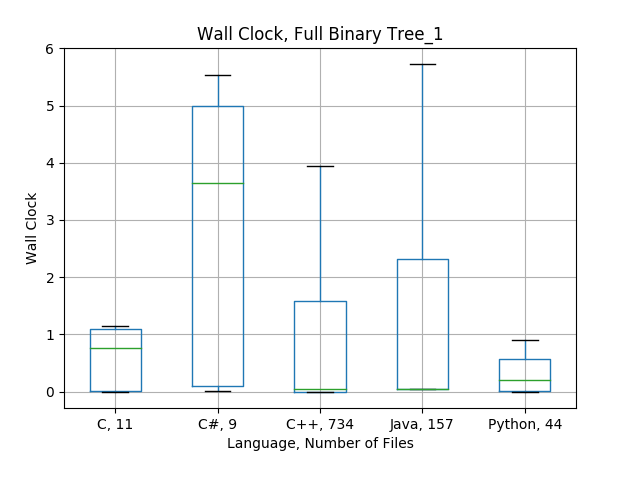 Wall Clock, Full Binary Tree_1
6
5
4
3
2
1
0
Wall Clock
C, 11
C#, 9
C++, 734
Java, 157
Python, 44
Language, Number of Files